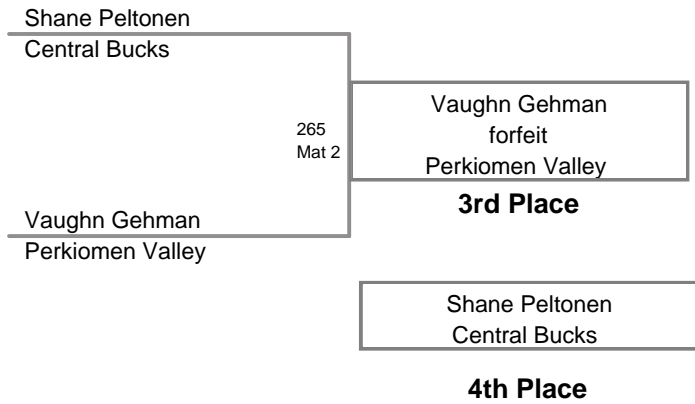 Shane Peltonen
Central Bucks
265
Mat 2
Vaughn Gehman
forfeit
Perkiomen Valley
3rd Place
Vaughn Gehman
Perkiomen Valley
Shane Peltonen
Central Bucks
4th Place